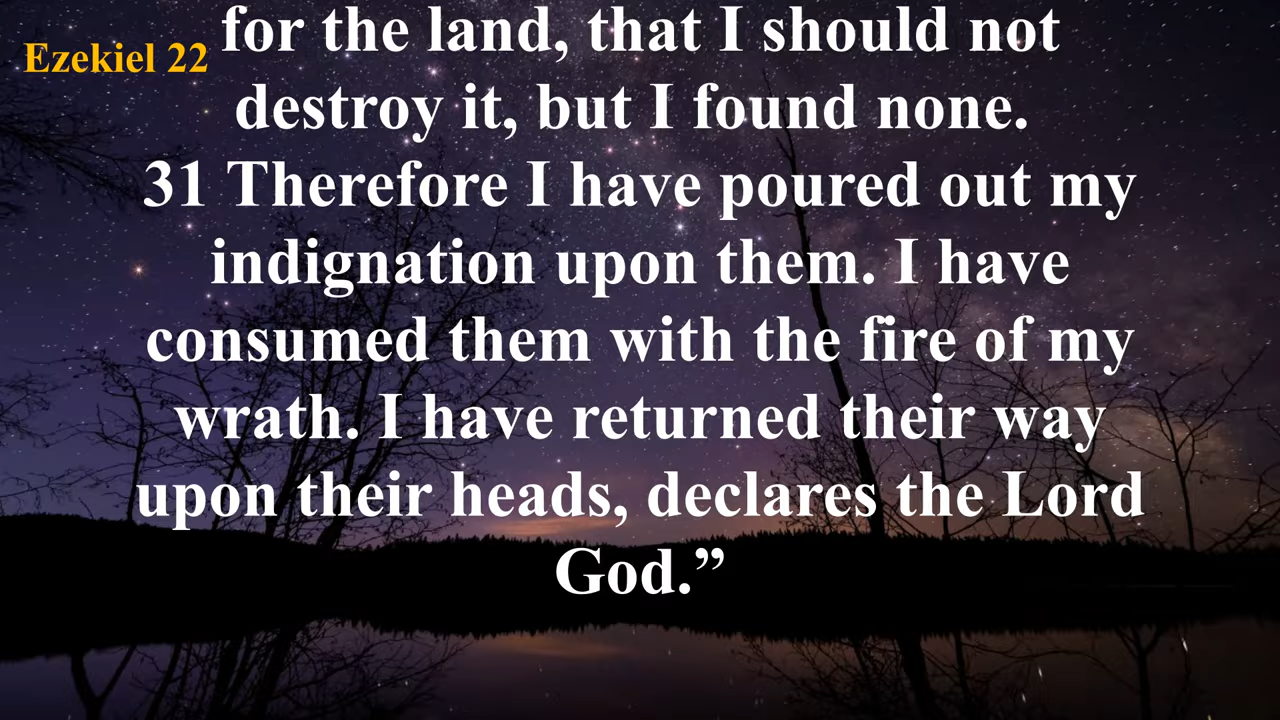 Ezekiel 22
for the land, that I should not
destroy it, but I found none.
31 Therefore I have poured out my
indignation upon them. I have
consumed them with the fire of my
wrath. I have returned their way
upon their heads, declares the Lord
God.”